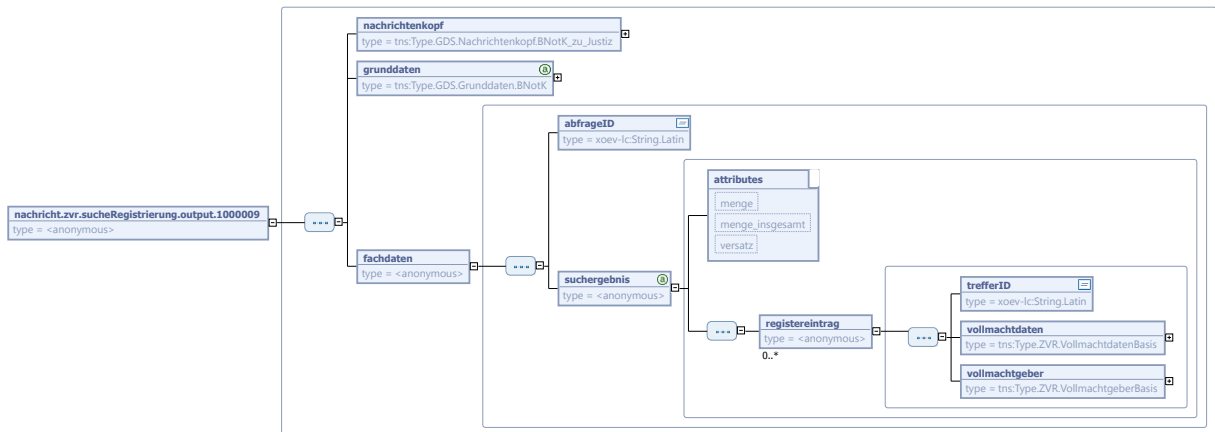 nachrichtenkopf
type = tns:Type.GDS.Nachrichtenkopf.BNotK_zu_Justiz
grunddaten
type = tns:Type.GDS.Grunddaten.BNotK
abfrageID
type = xoev-lc:String.Latin
attributes
menge
menge_insgesamt
versatz
nachricht.zvr.sucheRegistrierung.output.1000009
type = <anonymous>
fachdaten
type = <anonymous>
suchergebnis
type = <anonymous>
trefferID
type = xoev-lc:String.Latin
registereintrag
type = <anonymous>
0..*
vollmachtdaten
type = tns:Type.ZVR.VollmachtdatenBasis
vollmachtgeber
type = tns:Type.ZVR.VollmachtgeberBasis